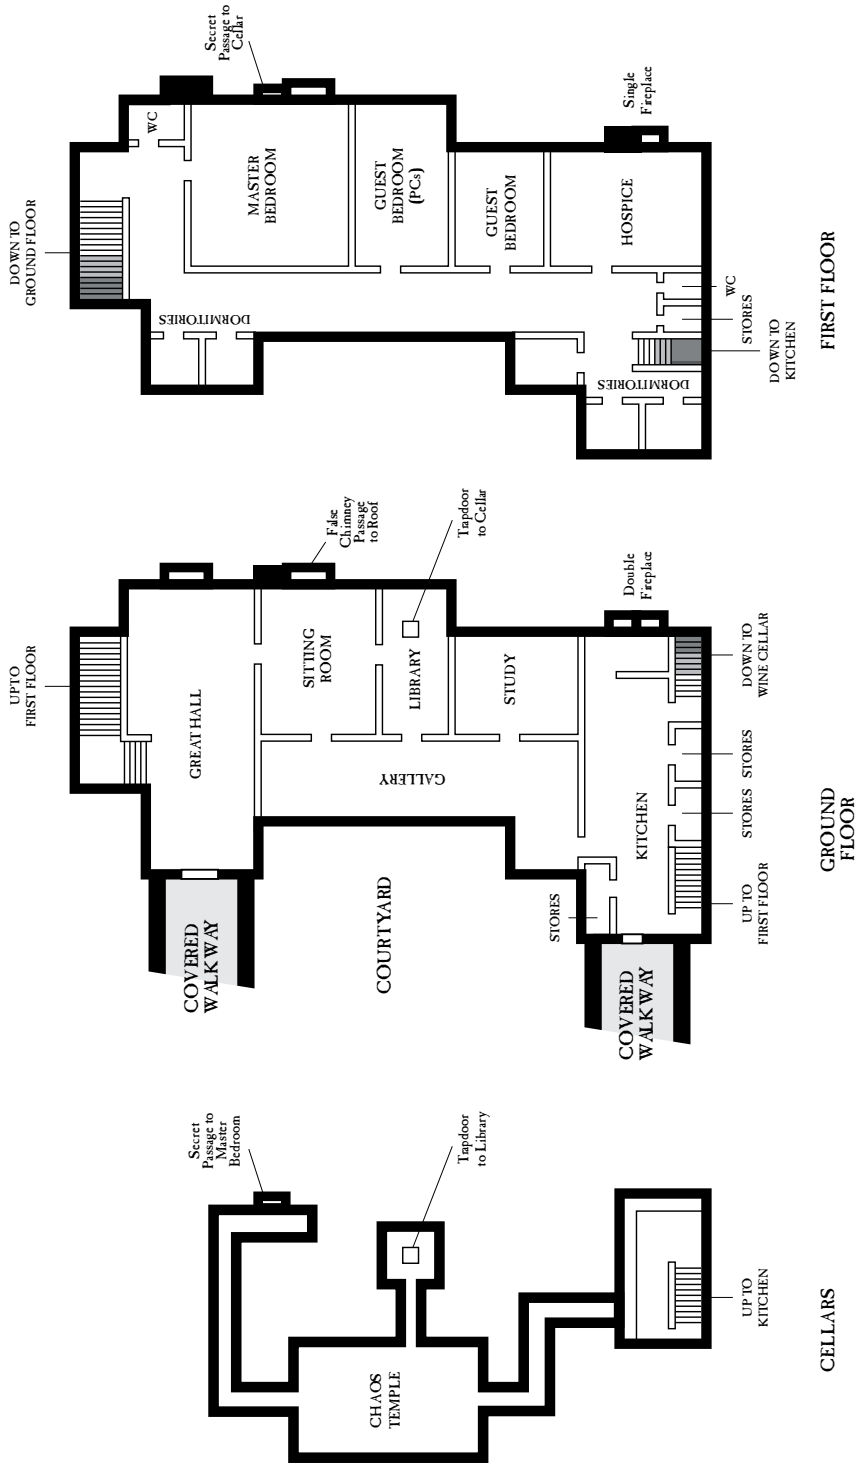 Secret
Passage to
Cellar
DOWN TO
GROUND FLOOR
WC
MASTER
BEDROOM
GUEST
BEDROOM
(PCs)
GUEST
BEDROOM
HOSPICE
Single
Fireplace
DORMITORIES
DORMITORIES
WC
STORES
DOWN TO
KITCHEN
FIRST FLOOR
UP TO
FIRST FLOOR
GREAT HALL
SITTING
ROOM
False
Chimney
Passage
to Roof
LIBRARY
Trapdoor
to Cellar
STUDY
GALLERY
Double
Fireplace
DOWN TO
WINE CELLAR
STORES
STORES
KITCHEN
UP TO
FIRST FLOOR
STORES
COVERED
WALKWAY
COURTYARD
COVERED
WALKWAY
GROUND
FLOOR
Secret
Passage to
Master
Bedroom
Trapdoor
to Library
CHAOS
TEMPLE
UP TO
KITCHEN
CELLARS